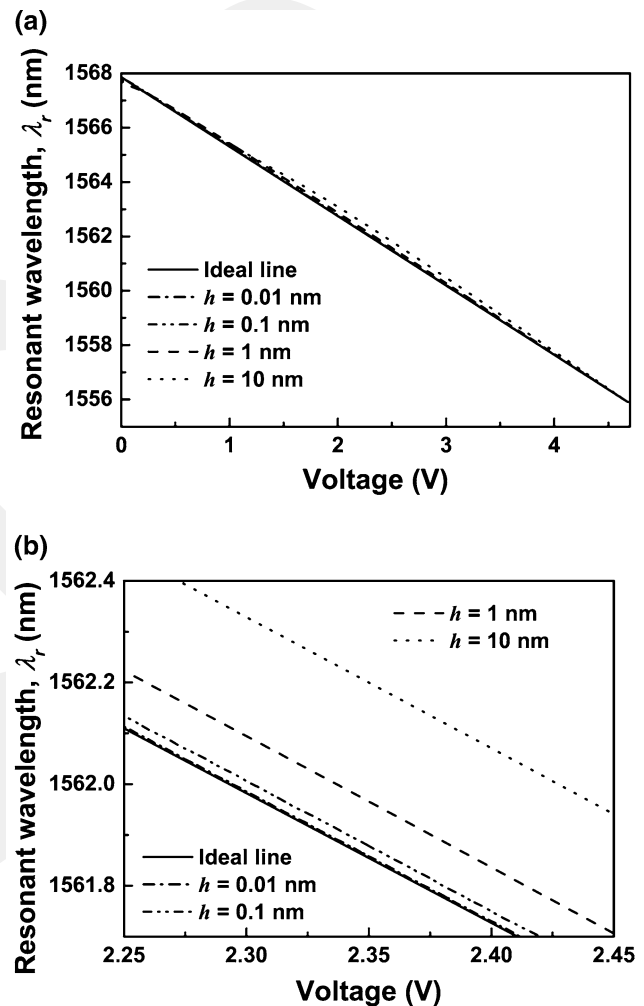 (a)
Resonant wavelength, λr (nm)
1568
1566
1564
1562
1560
1558
1556
Ideal line
h = 0.01 nm
h = 0.1 nm
h = 1 nm
h = 10 nm
0 1 2 3 4
Voltage (V)
(b)
Resonant wavelength, λr (nm)
1562.4
1562.2
1562.0
1561.8
h = 1 nm
h = 10 nm
Ideal line
h = 0.01 nm
h = 0.1 nm
2.25 2.30 2.35 2.40 2.45
Voltage (V)